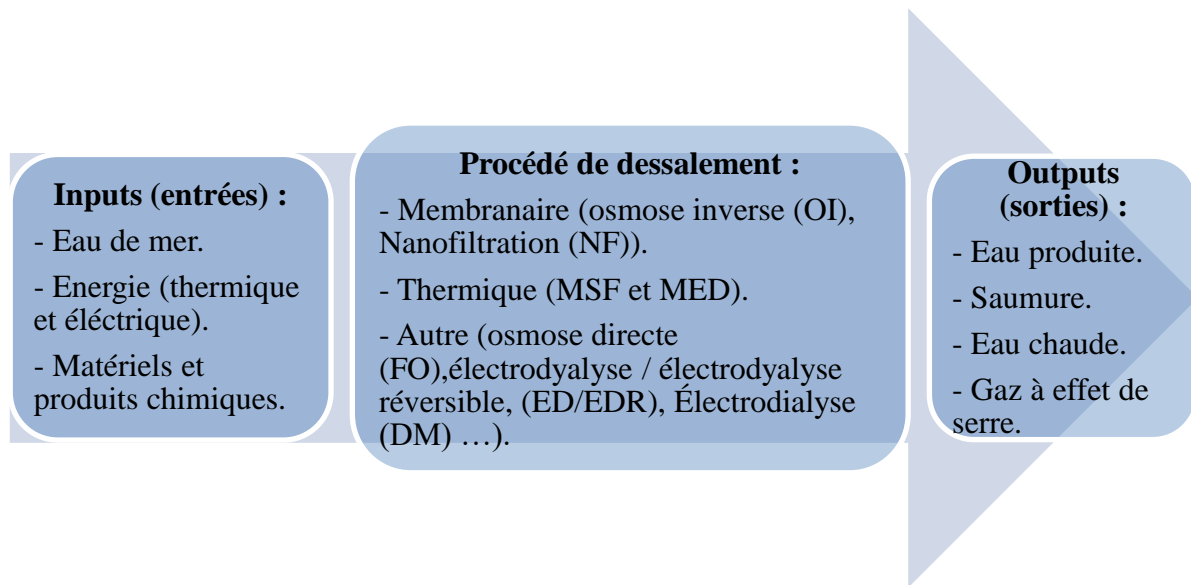 Inputs (entrées) :
- Eau de mer.
- Energie (thermique
et éléctrique).
- Matériels et
produits chimiques.
Procédé de dessalement :
- Membranaire (osmose inverse (OI),
Nanofiltration (NF)).
- Thermique (MSF et MED).
- Autre (osmose directe
(FO),électrodyalyse / électrodyalyse
réversible, (ED/EDR), Électrodialyse
(DM) …).
Outputs
(sorties) :
- Eau produite.
- Saumure.
- Eau chaude.
- Gaz à effet de
serre.